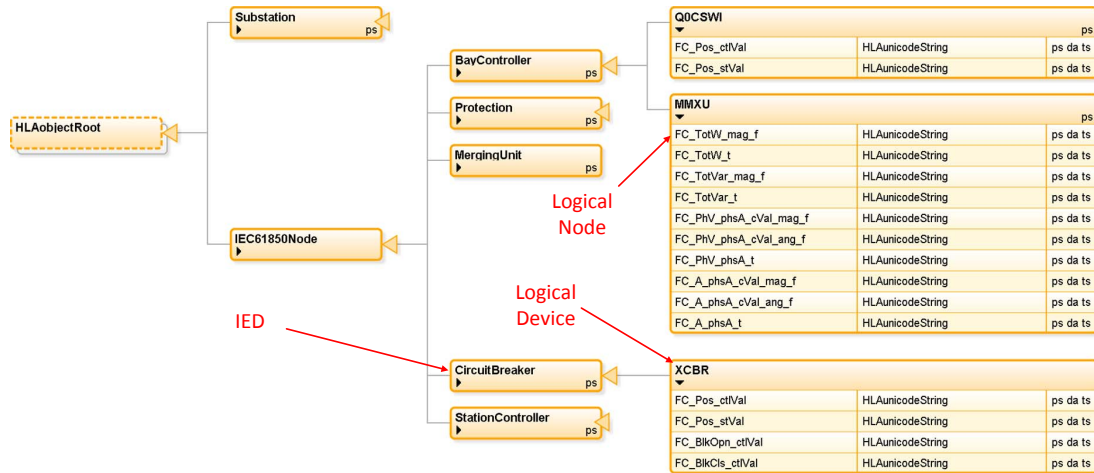 Substation
ps
HLAobjectRoot
IEC61850Node
ps
BayController
ps
Protection
ps
MergingUnit
ps
CircuitBreaker
ps
StationController
ps
Q0CSWI
ps
FC_Pos_ctlVal HLAunicodeString ps da ts
FC_Pos_stVal HLAunicodeString ps da ts
MMXU
ps
FC_TotW_mag_f HLAunicodeString ps da ts
FC_TotW_t HLAunicodeString ps da ts
FC_TotVar_mag_f HLAunicodeString ps da ts
FC_TotVar_t HLAunicodeString ps da ts
FC_PhV_phsA_cVal_mag_f HLAunicodeString ps da ts
FC_PhV_phsA_cVal_ang_f HLAunicodeString ps da ts
FC_PhV_phsA_t HLAunicodeString ps da ts
FC_A_phsA_cVal_mag_f HLAunicodeString ps da ts
FC_A_phsA_cVal_ang_f HLAunicodeString ps da ts
FC_A_phsA_t HLAunicodeString ps da ts
XCBR
ps
FC_Pos_ctlVal HLAunicodeString ps da ts
FC_Pos_stVal HLAunicodeString ps da ts
FC_BlkOpn_ctlVal HLAunicodeString ps da ts
FC_BlkCls_ctlVal HLAunicodeString ps da ts
Logical
Node
Logical
Device
IED